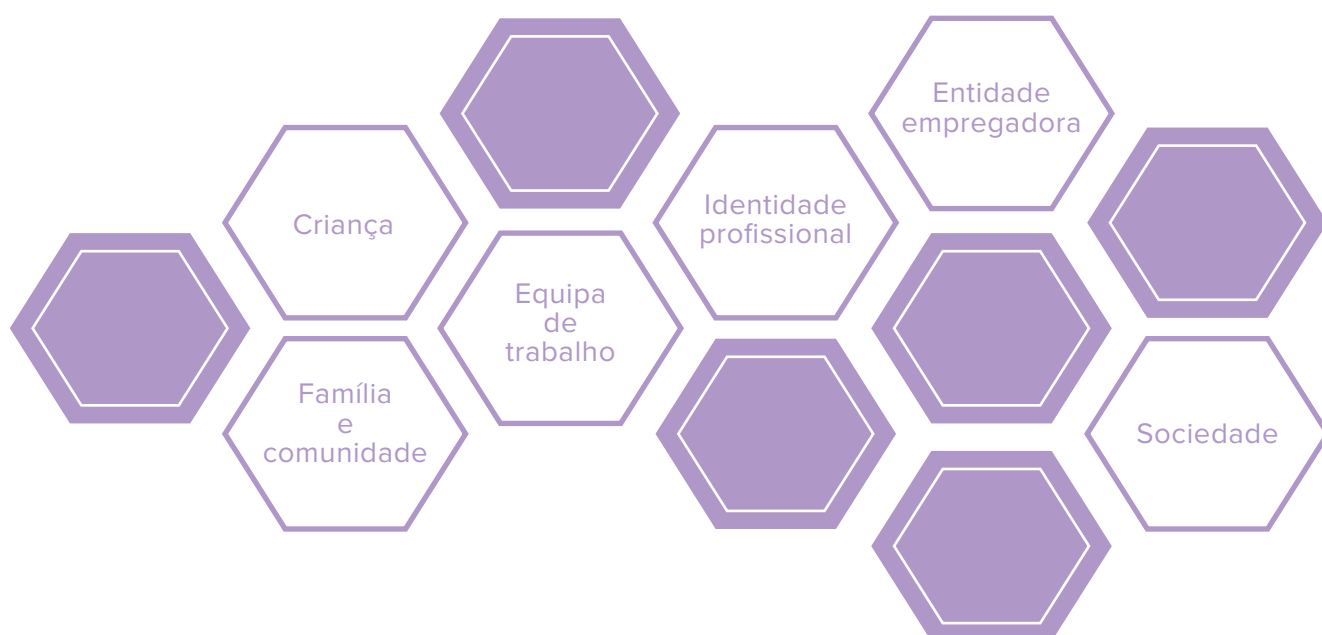 Criança
Família
e
comunidade
Equipa
de
trabalho
Identidade
profissional
Entidade
empregadora
Sociedade